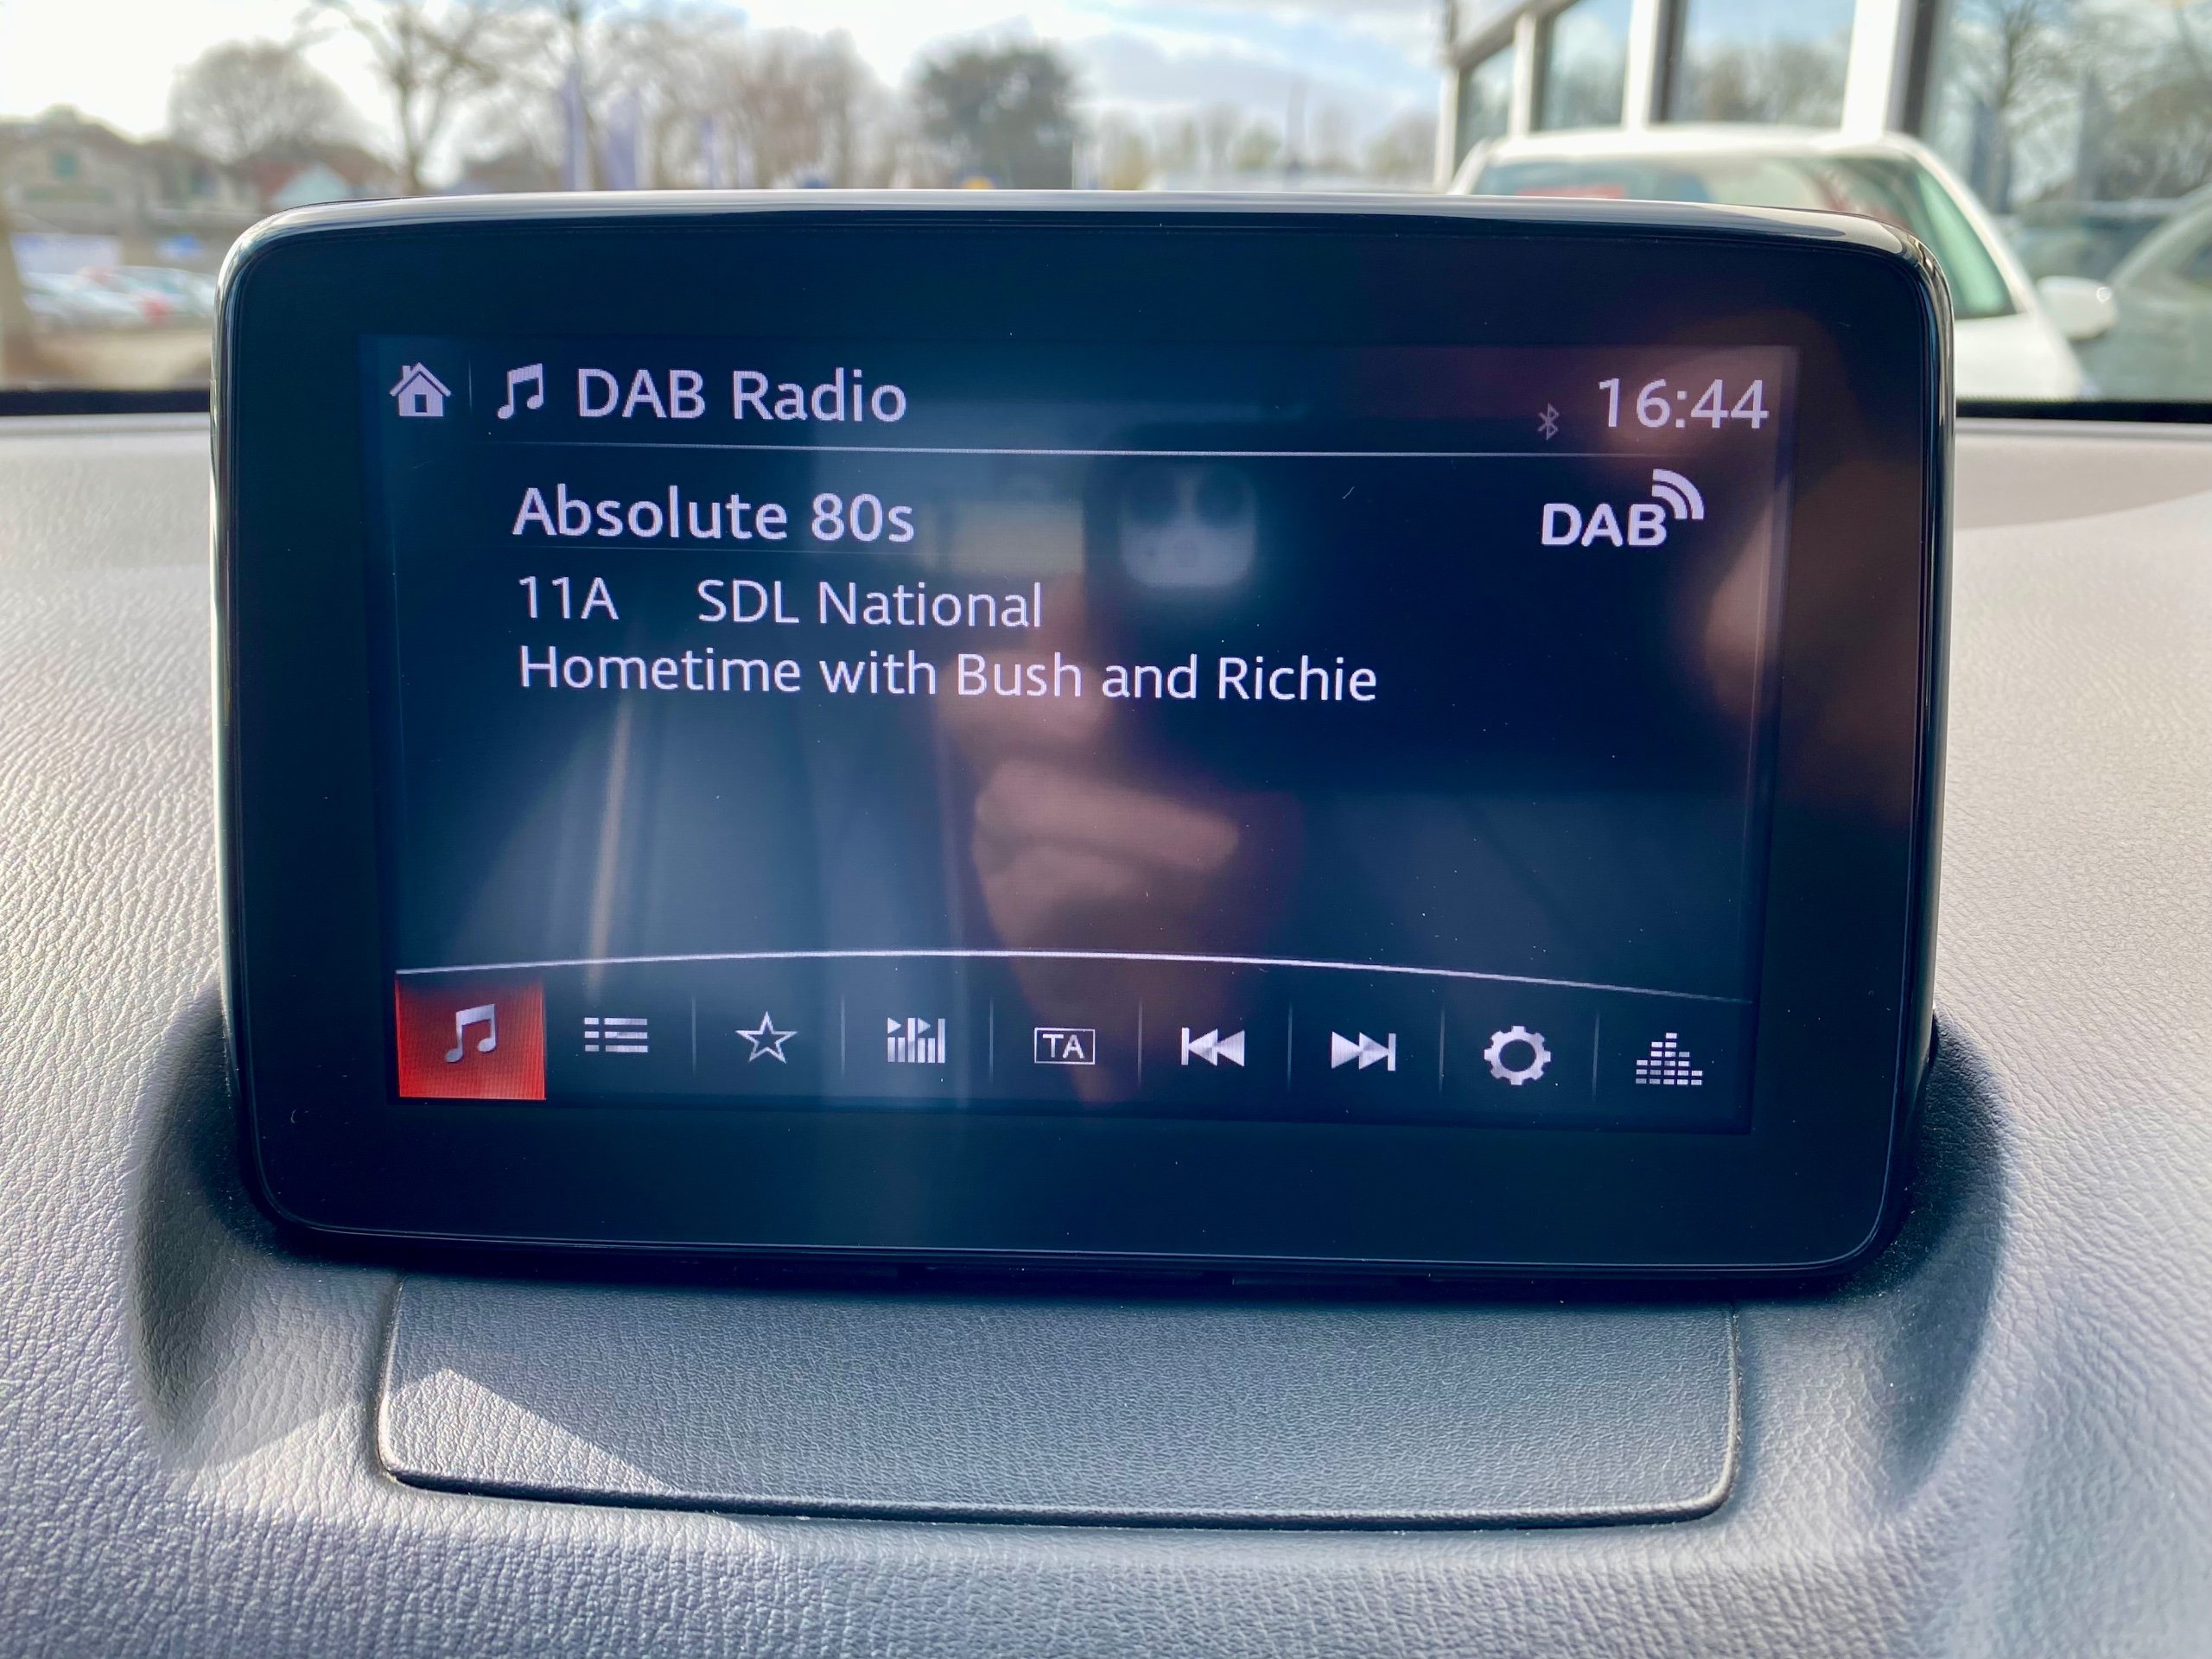 DAB Radio 16:44
Absolute 80s DAB
11A SDL National
Hometime with Bush and Richie
TA